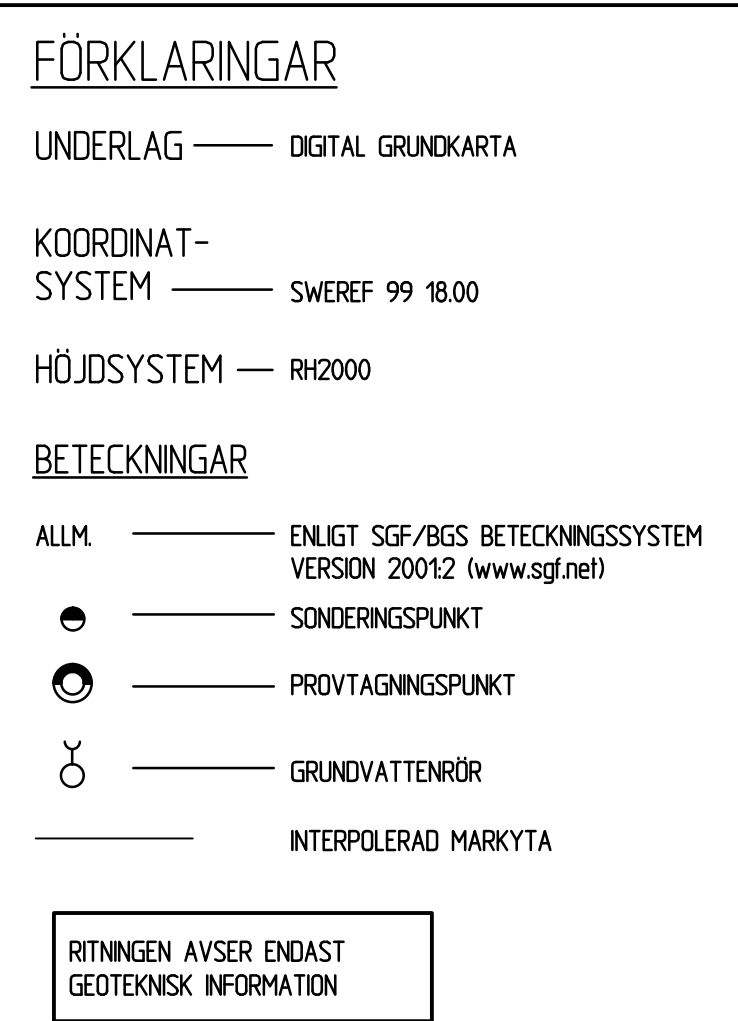 FÖRKLARINGAR
UNDERLAG DIGITAL GRUNDKARTA
KOORDINAT-
SYSTEM SWEREF 99 18.00
HÖJDSYSTEM RH2000
BETECKNINGAR
ALLM. ENLIGT SGF/BGS BETECKNINGSSYSTEM
VERSION 2001:2 (www.sgf.net)
SONDERINGSPUNKT
PROVTAGNINGSPUNKT
GRUNDVATTENRÖR
INTERPOLERAD MARKYTA
RITNINGEN AVSER ENDAST
GEOTEKNISK INFORMATION